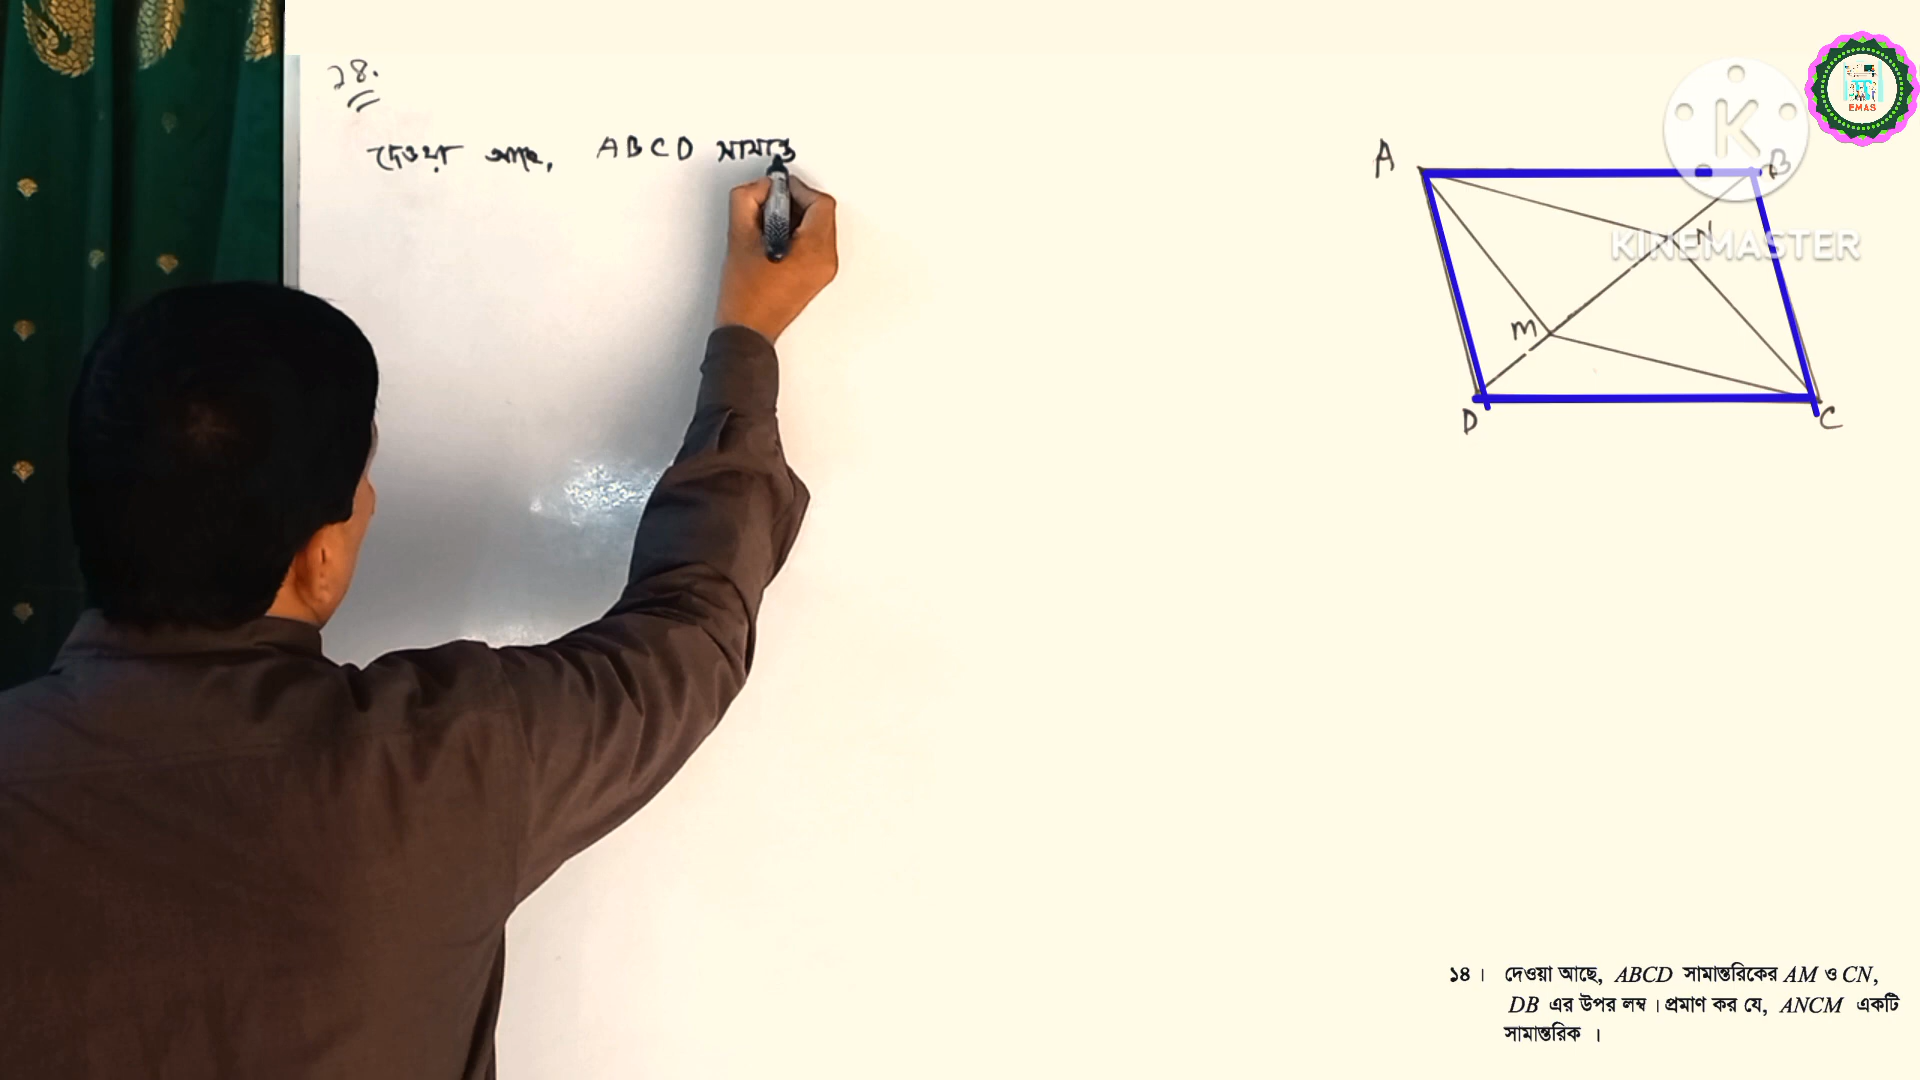 ১৪.
দেওয়া আছে, ABCD সামান্ত
A
B
N
KINEMASTER
K
EMAS
M
D
C
১৪। দেওয়া আছে, ABCD সামান্তরিকের AM ও CN,
DB এর উপর লম্ব । প্রমাণ কর যে, ANCM একটি
সামান্তরিক ।